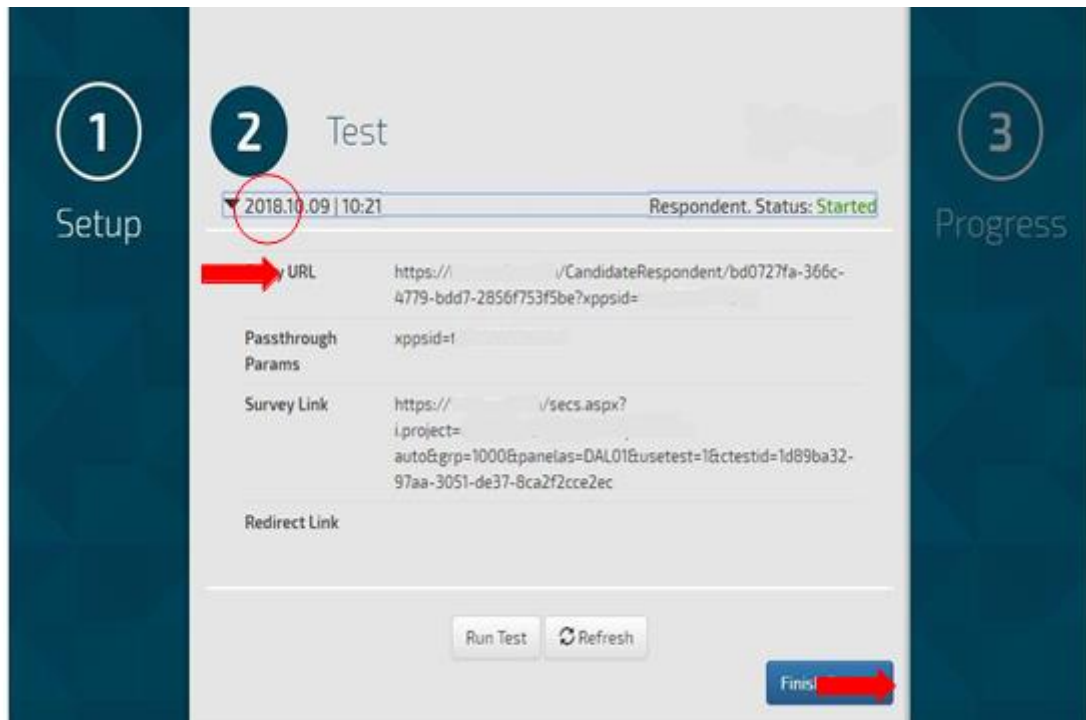 1
Setup
2
Test
2018.10.09 | 10:21
Respondent. Status: Started
URL
https:// /CandidateRespondent/bd0727fa-366c-
4779-bdd7-2856f753f5be?xppsid=
Passthrough
Params
xppsid=
Survey Link
https:// /secs.aspx?
i.project=
auto&grp=1000&panelas=DAL01&usetest=1&ctestid=1d89ba32-
97aa-3051-de37-8ca2f2cce2ec
Redirect Link
Run Test
Refresh
3
Progress